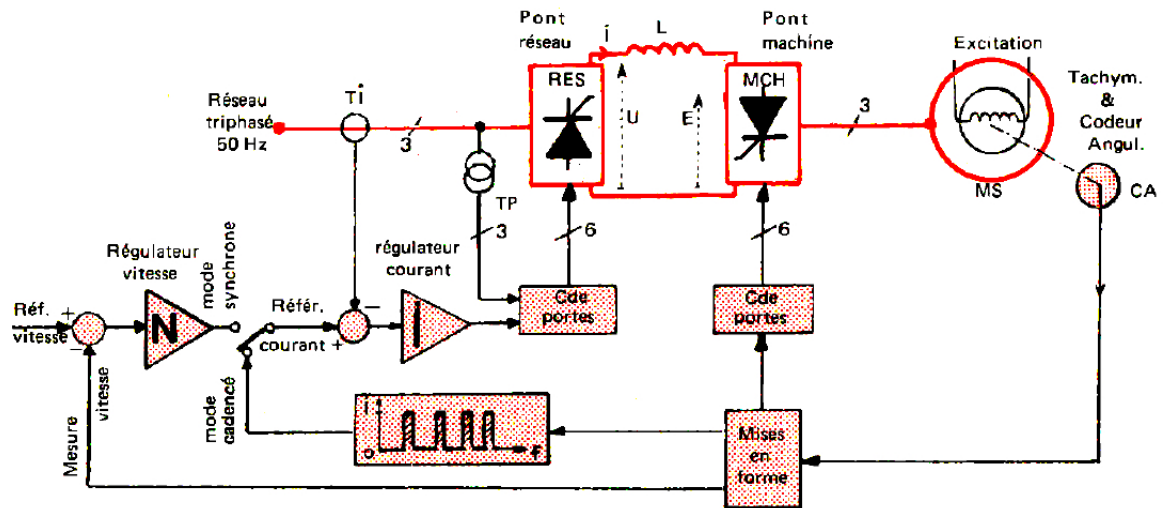 Pont
réseau
i
L
Pont
machine
Excitation
Tachym.
&
Codeur
Angul.
Réseau
triphasé
50 Hz
Ti
3
RES
U
E
MCH
3
MS
CA
TP
3
6
6
Régulateur
vitesse
mode
synchrone
régulateur
courant
Réf.
vitesse
+
−
N
Référ.
courant +
−
I
Cde
portes
Cde
portes
Mesure
vitesse
mode
cadencé
i
o
F
Mises
en
forme